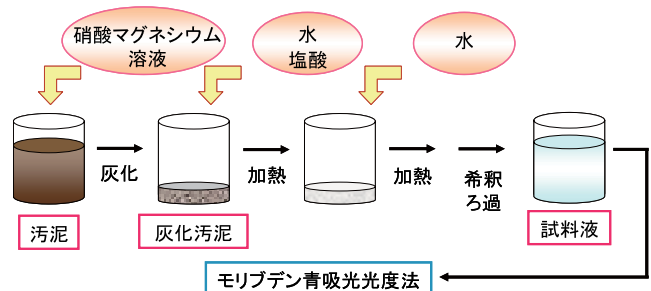 硝酸マグネシウム
溶液
水
塩酸
水
灰化
加熱
加熱
希釈
ろ過
汚泥
灰化汚泥
試料液
モリブデン青吸光光度法